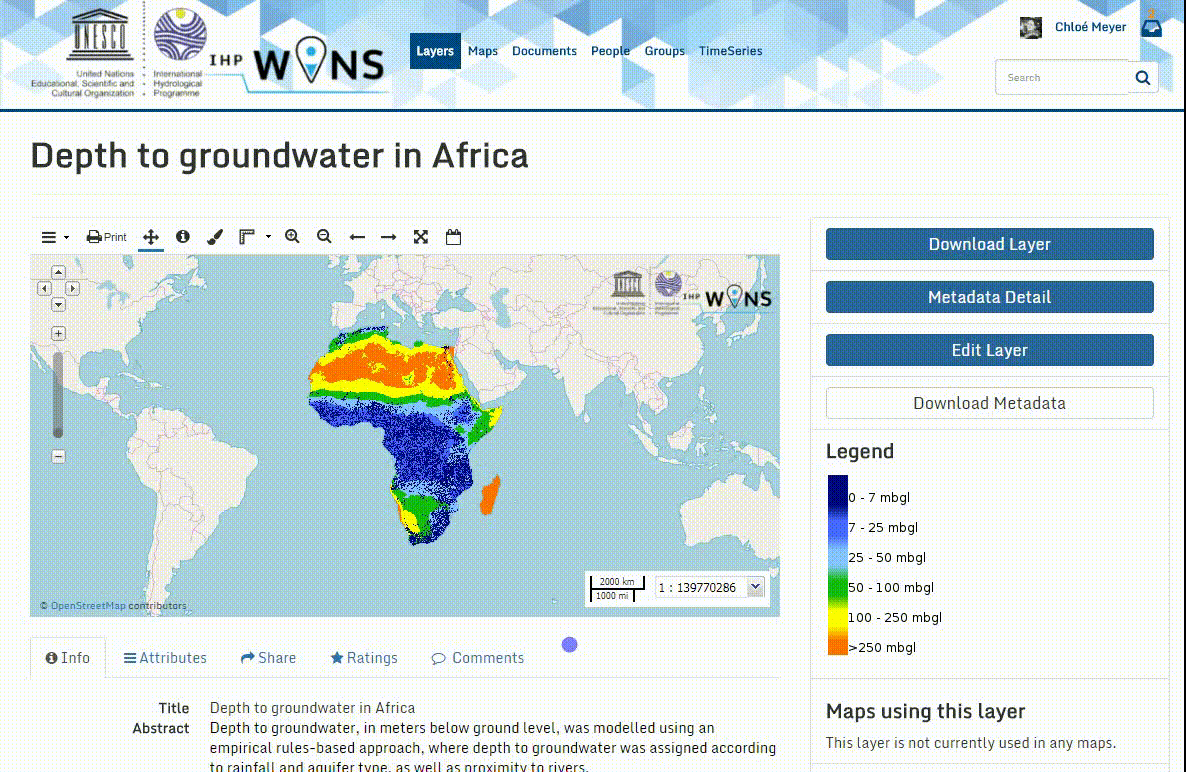 UNESCO
United Nations
Educational, Scientific and
Cultural Organization
International
Hydrological
Programme
IHP WINS
Layers Maps Documents People Groups TimeSeries
Chloé Meyer
Search
Depth to groundwater in Africa
Print
Download Layer
Metadata Detail
Edit Layer
Download Metadata
IHP WINS
2000 km
1000 mi
1 : 139770286
© OpenStreetMap contributors
Legend
0 - 7 mbgl
7 - 25 mbgl
25 - 50 mbgl
50 - 100 mbgl
100 - 250 mbgl
>250 mbgl
Info Attributes Share Ratings Comments
Title Depth to groundwater in Africa
Abstract Depth to groundwater, in meters below ground level, was modelled using an
empirical rules-based approach, where depth to groundwater was assigned according
to rainfall and aquifer type, as well as proximity to rivers.
Maps using this layer
This layer is not currently used in any maps.